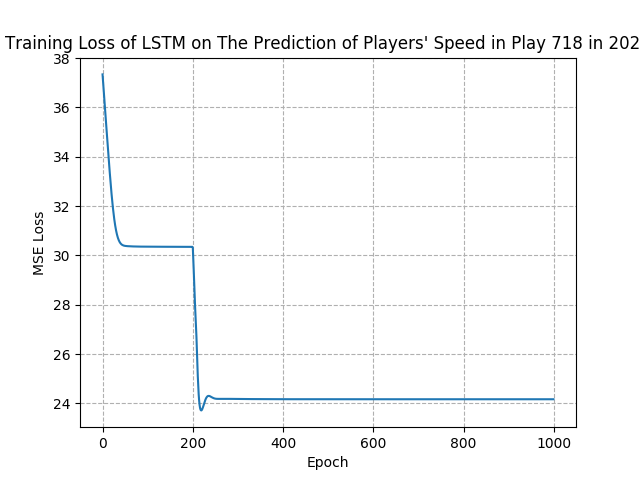 Training Loss of LSTM on The Prediction of Players' Speed in Play 718 in 202
38
36
34
32
30
28
26
24
MSE Loss
0 200 400 600 800 1000
Epoch